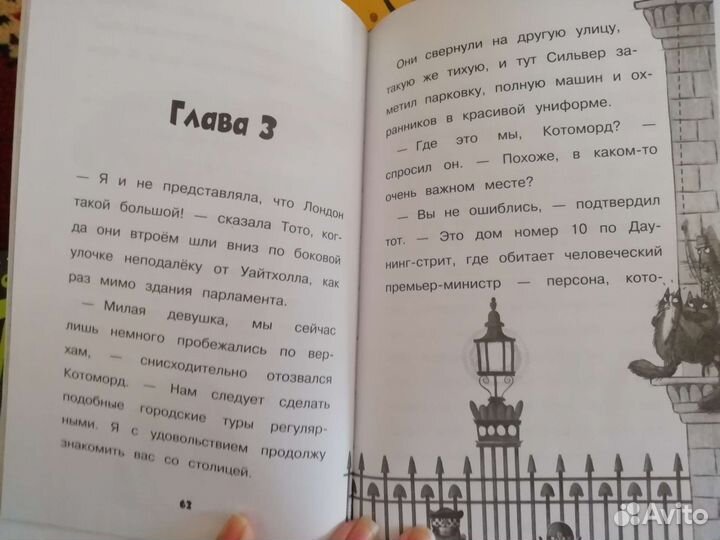 Глава 3
— Я и не представляла, что Лондон
такой большой! — сказала Тото, ког-
да они втроём шли вниз по боковой
улочке неподалёку от Уайтхолла, как
раз мимо здания парламента.
— Милая девушка, мы сейчас
лишь немного пробежались по вер-
хам, — снисходительно отозвался
Котоморд. — Нам следует сделать
подобные городские туры регуляр-
ными. Я с удовольствием продолжу
знакомить вас со столицей.
62
Они свернули на другую улицу,
такую же тихую, и тут Сильвер за-
метил парковку, полную машин и ох-
ранников в красивой униформе.
— Где это мы, Котоморд? —
спросил он. — Похоже, в каком-то
очень важном месте?
— Вы не ошиблись, — подтвердил
тот. — Это дом номер 10 по Дау-
нинг-стрит, где обитает человеческий
премьер-министр — персона, кото-
Avito